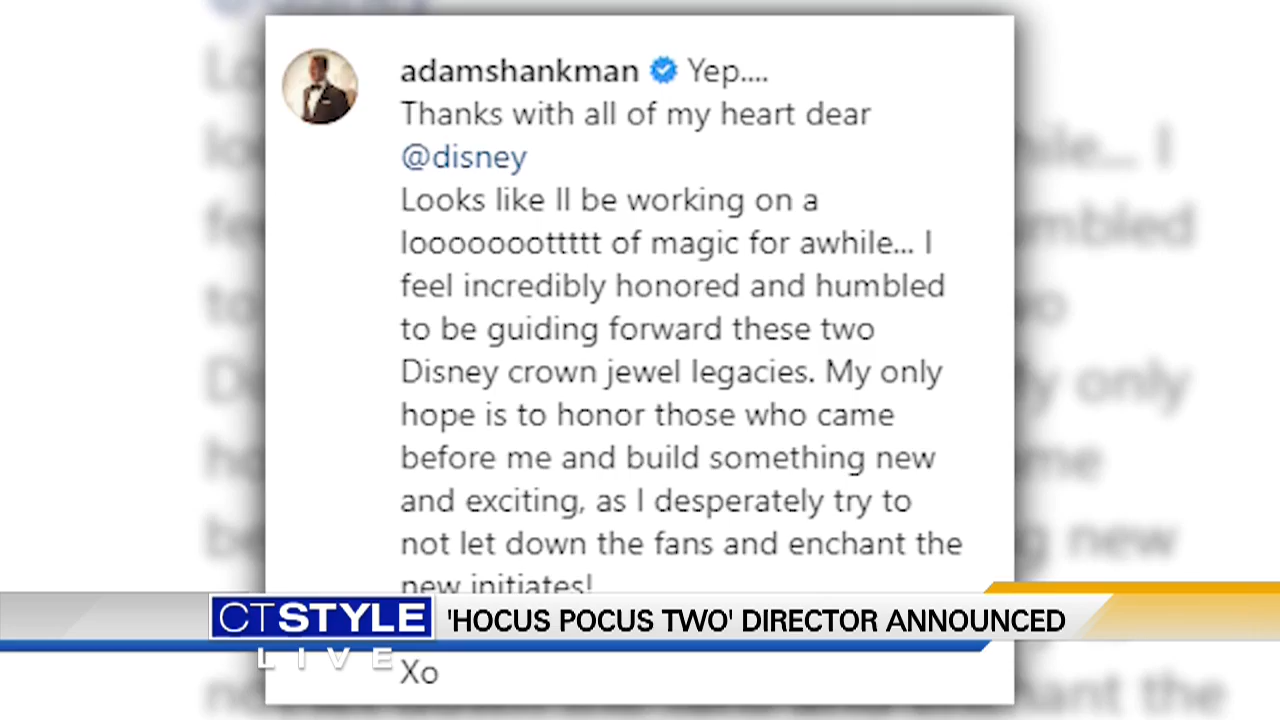 adamshankman Yep....
Thanks with all of my heart dear
@disney
Looks like ll be working on a
looooooottttt of magic for awhile... I
feel incredibly honored and humbled
to be guiding forward these two
Disney crown jewel legacies. My only
hope is to honor those who came
before me and build something new
and exciting, as I desperately try to
not let down the fans and enchant the
new initiates!
CT STYLE 'HOCUS POCUS TWO' DIRECTOR ANNOUNCED
LIVE
Xo